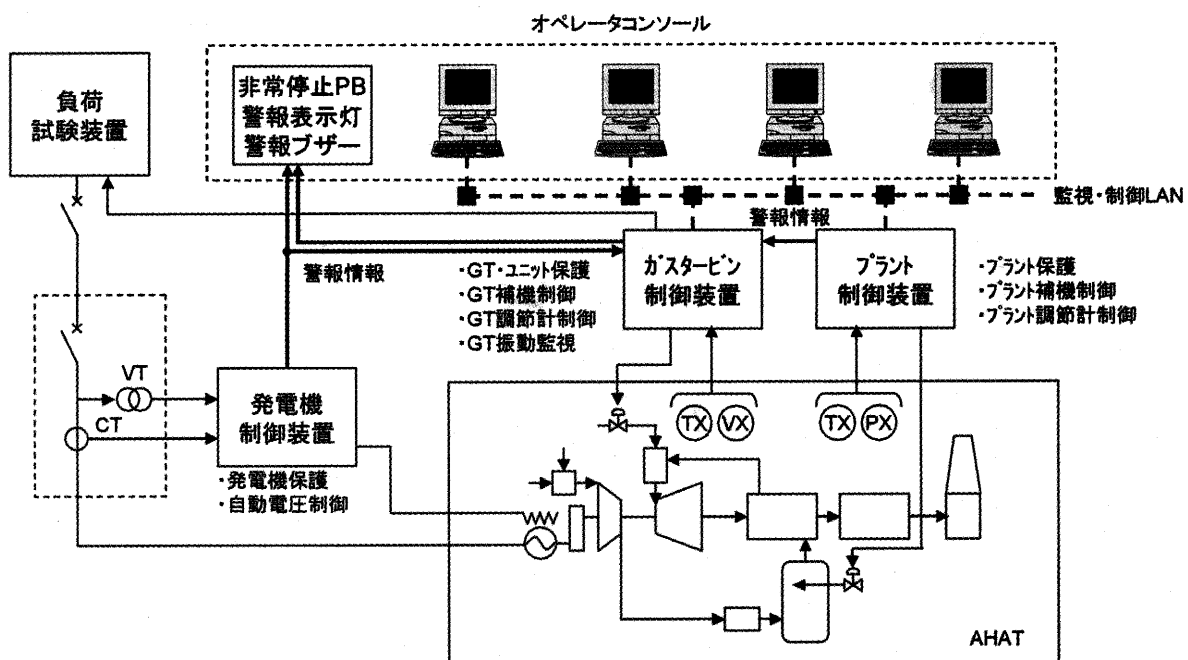 オペレータコンソール
負荷
試験装置
非常停止PB
警報表示灯
警報ブザー
監視・制御LAN
警報情報
警報情報
・GT・ユニット保護
・GT補機制御
・GT調節計制御
・GT振動監視
ガスタービン
制御装置
プラント
制御装置
・プラント保護
・プラント補機制御
・プラント調節計制御
VT
CT
発電機
制御装置
・発電機保護
・自動電圧制御
TX
VX
TX
PX
AHAT